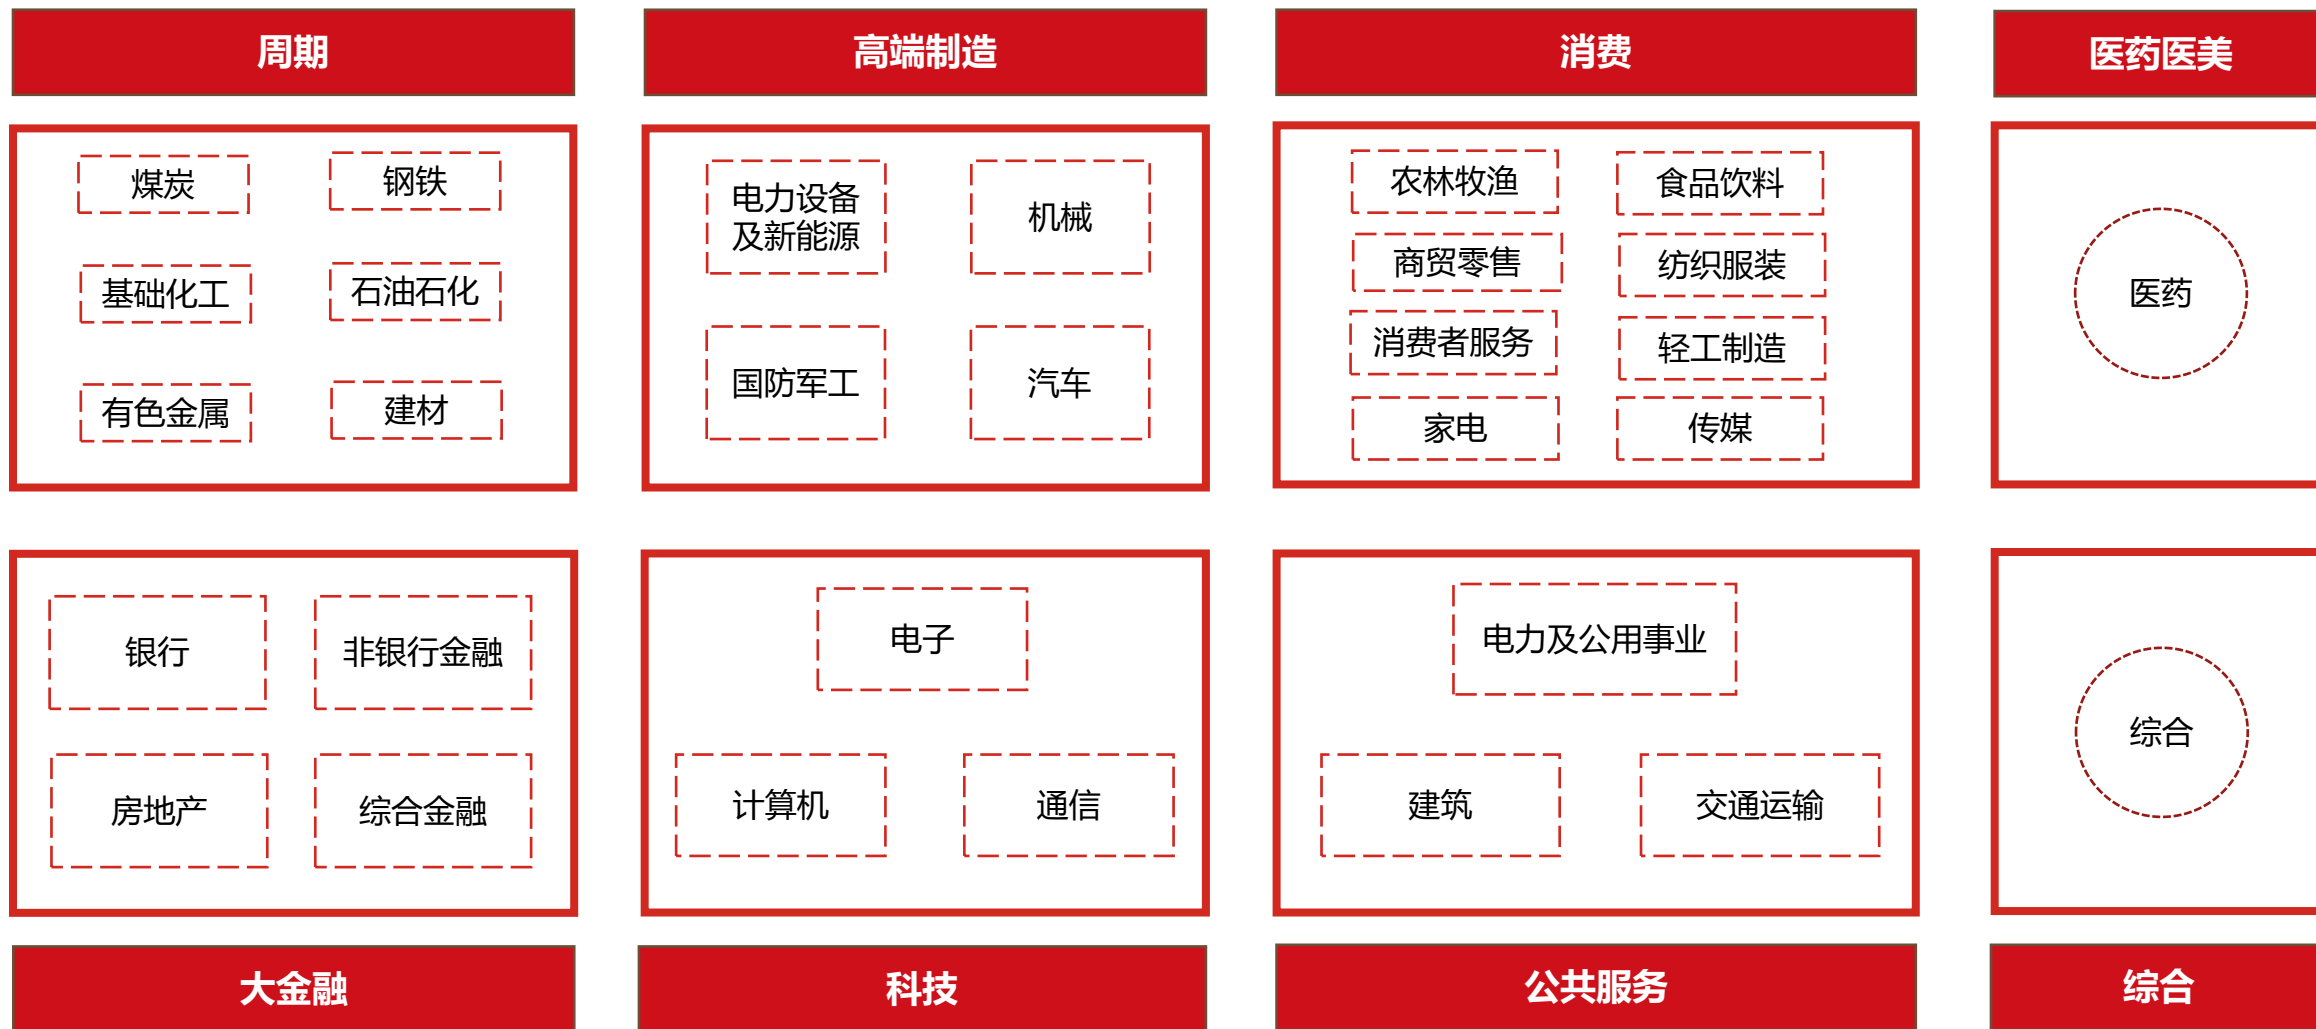 周期
高端制造
消费
医药医美
煤炭
钢铁
基础化工
石油石化
有色金属
建材
电力设备
及新能源
机械
国防军工
汽车
农林牧渔
食品饮料
商贸零售
纺织服装
消费者服务
轻工制造
家电
传媒
医药
银行
非银行金融
房地产
综合金融
电子
计算机
通信
电力及公用事业
建筑
交通运输
综合
大金融
科技
公共服务
综合